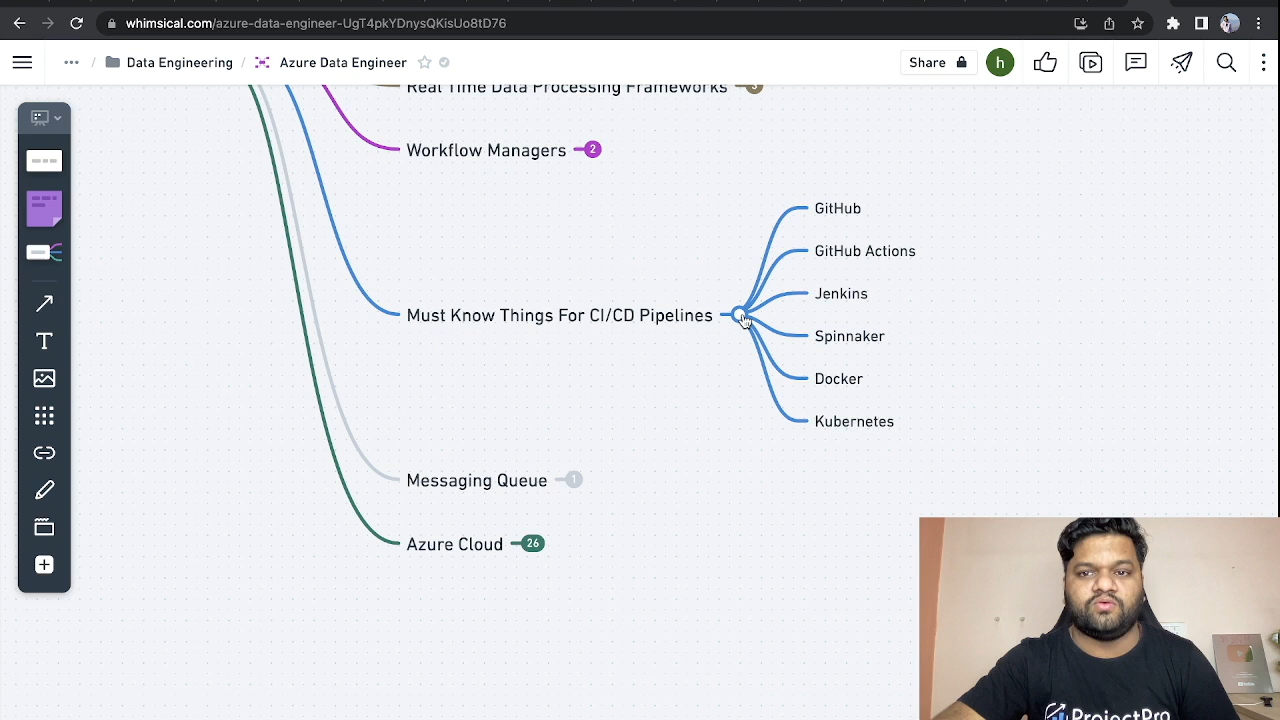 whimsical.com/azure-data-engineer-UgT4pkYDnysQKisUo8tD76
... / Data Engineering / Azure Data Engineer
Share
h
Real Time Data Processing Frameworks 3
Workflow Managers 2
GitHub
GitHub Actions
Jenkins
Must Know Things For CI/CD Pipelines
Spinnaker
Docker
Kubernetes
Messaging Queue 1
Azure Cloud 26
T
ProjectPro